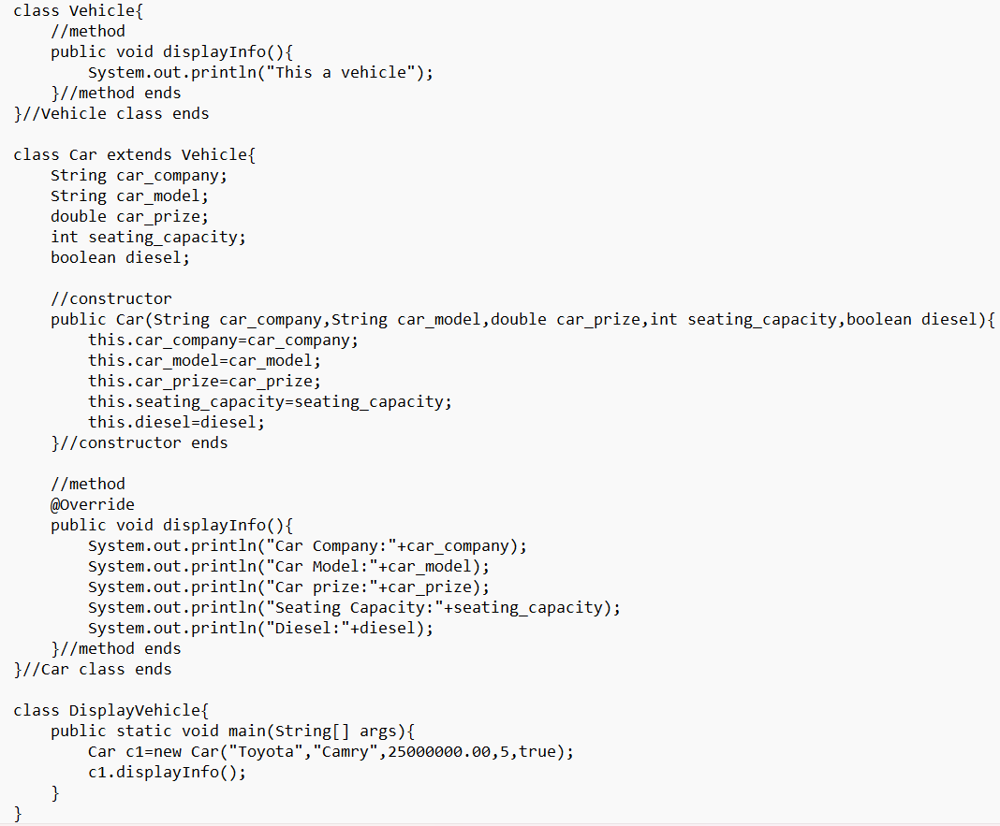 class Vehicle{
    //method
    public void displayInfo(){
        System.out.println("This a vehicle");
    }//method ends
}//Vehicle class ends

class Car extends Vehicle{
    String car_company;
    String car_model;
    double car_prize;
    int seating_capacity;
    boolean diesel;

    //constructor
    public Car(String car_company,String car_model,double car_prize,int seating_capacity,boolean diesel){
        this.car_company=car_company;
        this.car_model=car_model;
        this.car_prize=car_prize;
        this.seating_capacity=seating_capacity;
        this.diesel=diesel;
    }//constructor ends

    //method
    @Override
    public void displayInfo(){
        System.out.println("Car Company:"+car_company);
        System.out.println("Car Model:"+car_model);
        System.out.println("Car prize:"+car_prize);
        System.out.println("Seating Capacity:"+seating_capacity);
        System.out.println("Diesel:"+diesel);
    }//method ends
}//Car class ends

class DisplayVehicle{
    public static void main(String[] args){
        Car c1=new Car("Toyota","Camry",25000000.00,5,true);
        c1.displayInfo();
    }
}